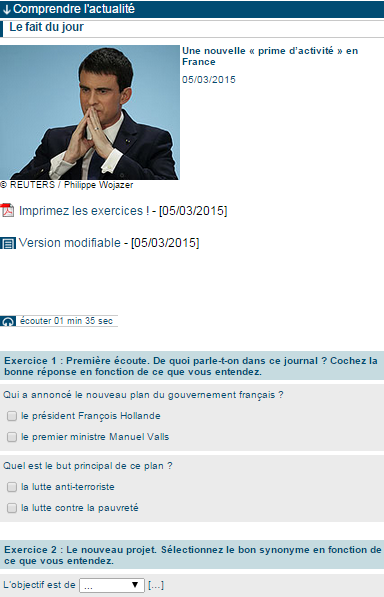 Comprendre l'actualité
Le fait du jour
Une nouvelle « prime d'activité » en
France
05/03/2015
© REUTERS / Philippe Wojazer
Imprimez les exercices ! - [05/03/2015]
Version modifiable - [05/03/2015]
écouter 01 min 35 sec
Exercice 1 : Première écoute. De quoi parle-t-on dans ce journal ? Cochez la
bonne réponse en fonction de ce que vous entendez.
Qui a annoncé le nouveau plan du gouvernement français ?
le président François Hollande
le premier ministre Manuel Valls
Quel est le but principal de ce plan ?
la lutte anti-terroriste
la lutte contre la pauvreté
Exercice 2 : Le nouveau projet. Sélectionnez le bon synonyme en fonction de
ce que vous entendez.
L'objectif est de ... [...]